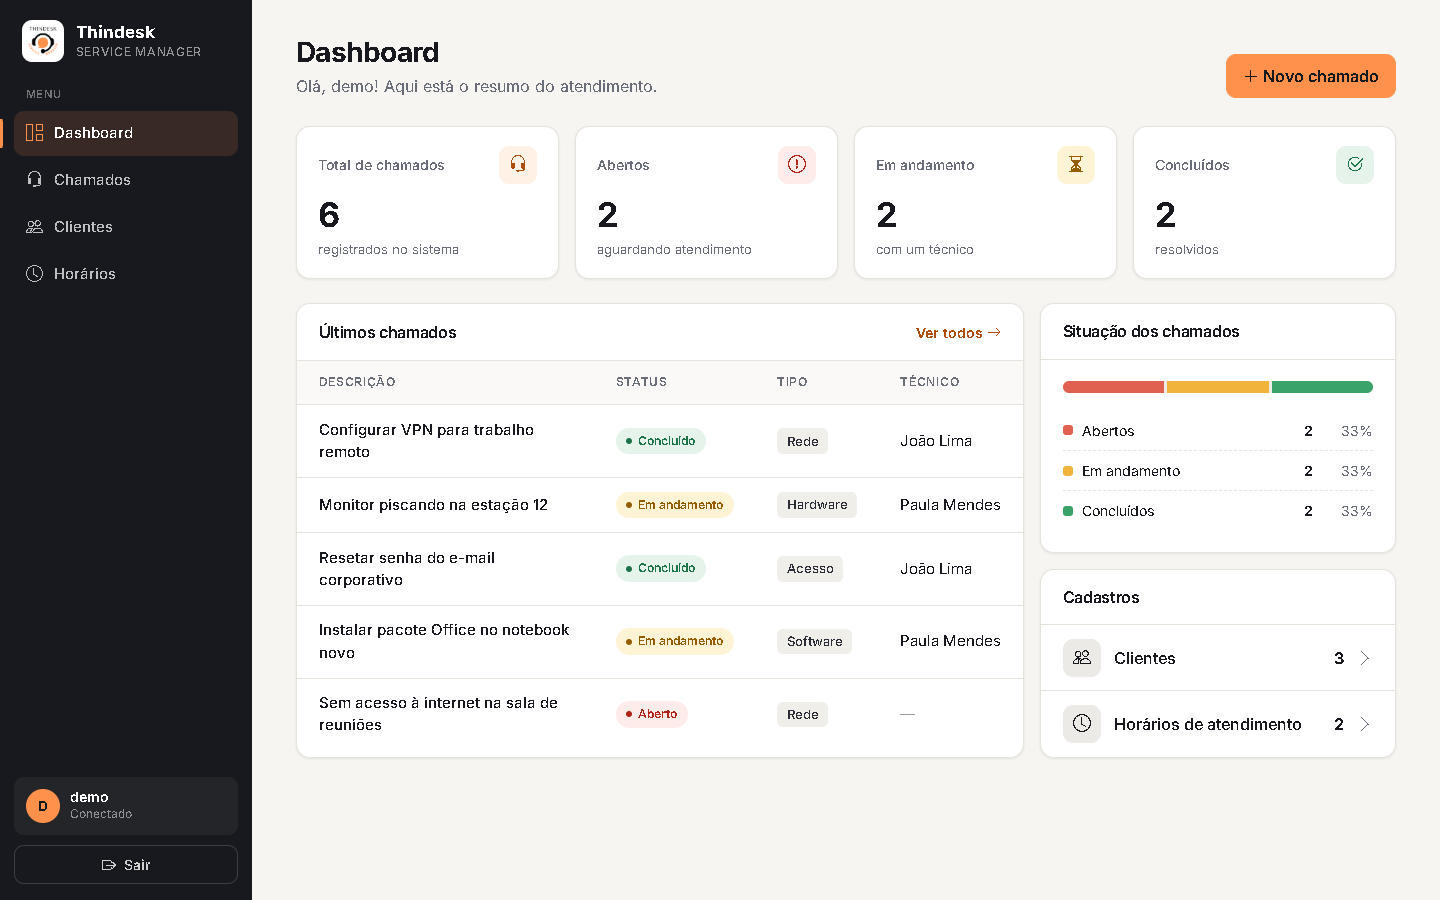 THINDESK
Thindesk
SERVICE MANAGER
MENU
Dashboard
Chamados
Clientes
Horários
D
demo
Conectado
Sair
Dashboard
Olá, demo! Aqui está o resumo do atendimento.
+ Novo chamado
Total de chamados
6
registrados no sistema
Abertos
2
aguardando atendimento
Em andamento
2
com um técnico
Concluídos
2
resolvidos
Últimos chamados
Ver todos →
DESCRIÇÃO STATUS TIPO TÉCNICO
Configurar VPN para trabalho
remoto
Concluído Rede João Lima
Monitor piscando na estação 12 Em andamento Hardware Paula Mendes
Resetar senha do e-mail
corporativo
Concluído Acesso João Lima
Instalar pacote Office no notebook
novo
Em andamento Software Paula Mendes
Sem acesso à internet na sala de
reuniões
Aberto Rede —
Situação dos chamados
Abertos 2 33%
Em andamento 2 33%
Concluídos 2 33%
Cadastros
Clientes 3
Horários de atendimento 2